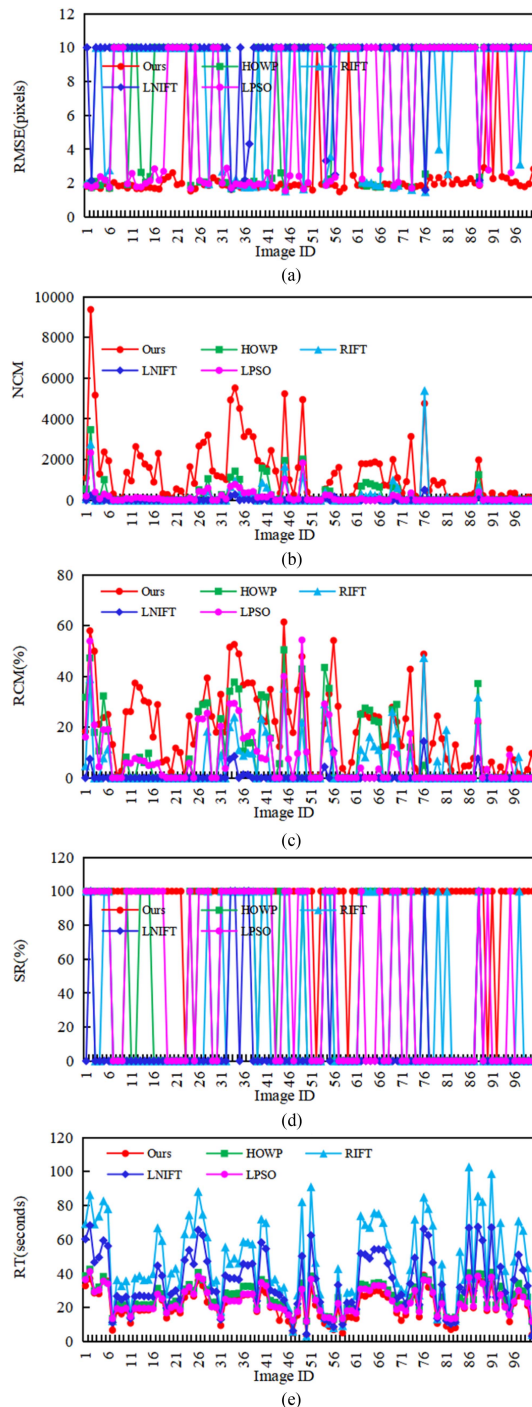 RMSE(pixels)
12
10
8
6
4
2
0
Ours HOWP RIFT
LNIFT LPSO
1 6 11 16 21 26 31 36 41 46 51 56 61 66 71 76 81 86 91 96
Image ID
(a)
NCM
10000
8000
6000
4000
2000
0
Ours HOWP RIFT
LNIFT LPSO
1 6 11 16 21 26 31 36 41 46 51 56 61 66 71 76 81 86 91 96
Image ID
(b)
RCM(%)
80
60
40
20
0
Ours HOWP RIFT
LNIFT LPSO
1 6 11 16 21 26 31 36 41 46 51 56 61 66 71 76 81 86 91 96
Image ID
(c)
SR(%)
120
100
80
60
40
20
0
Ours HOWP RIFT
LNIFT LPSO
1 6 11 16 21 26 31 36 41 46 51 56 61 66 71 76 81 86 91 96
Image ID
(d)
RT(seconds)
120
100
80
60
40
20
0
Ours HOWP RIFT
LNIFT LPSO
1 6 11 16 21 26 31 36 41 46 51 56 61 66 71 76 81 86 91 96
Image ID
(e)